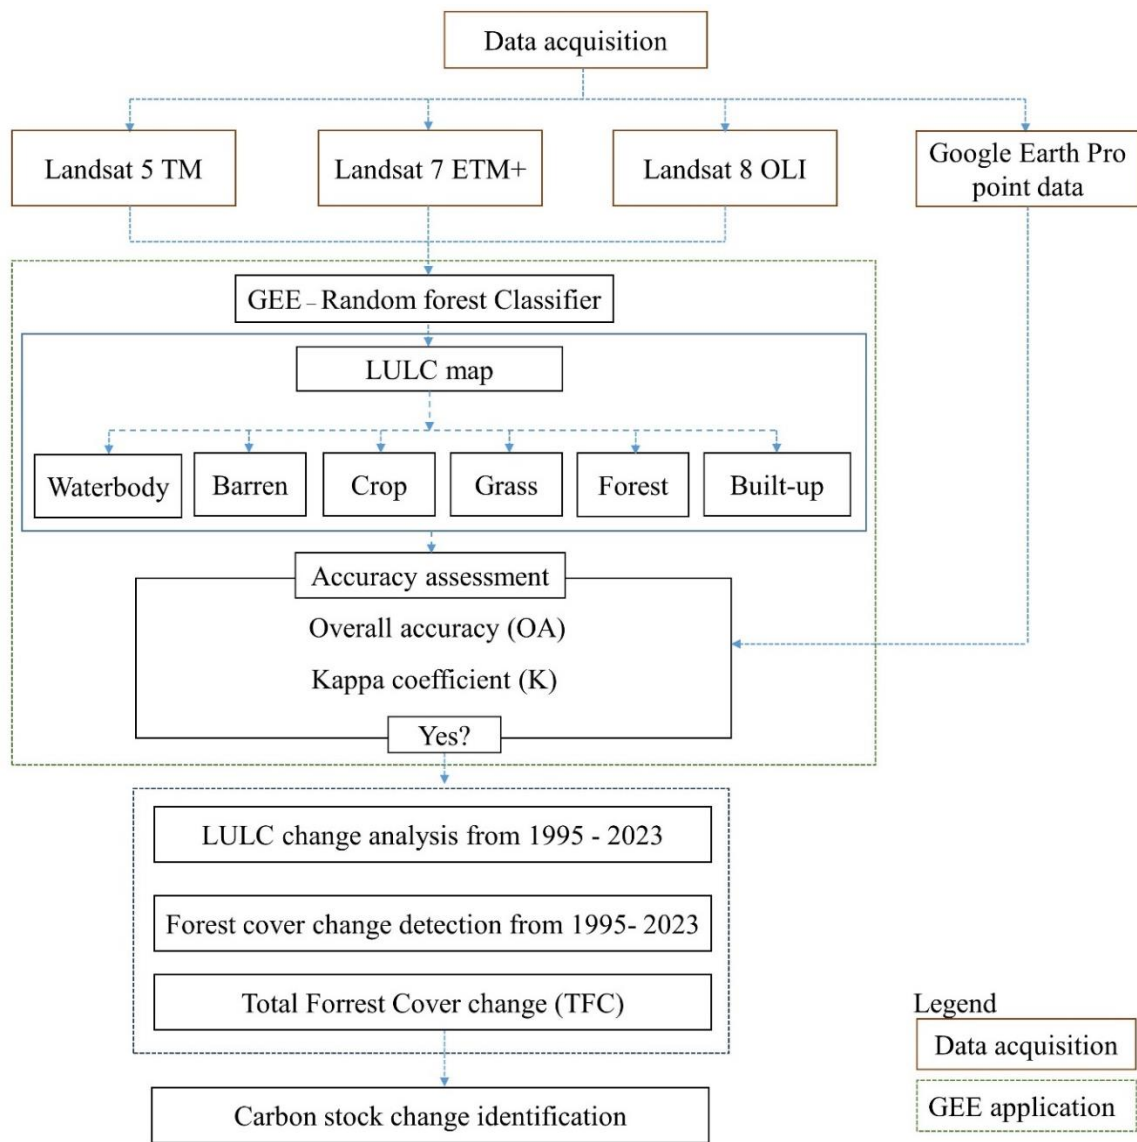 Data acquisition
Landsat 5 TM
Landsat 7 ETM+
Landsat 8 OLI
Google Earth Pro
point data
GEE – Random forest Classifier
LULC map
Waterbody
Barren
Crop
Grass
Forest
Built-up
Accuracy assessment
Overall accuracy (OA)
Kappa coefficient (K)
Yes?
LULC change analysis from 1995 - 2023
Forest cover change detection from 1995- 2023
Total Forrest Cover change (TFC)
Carbon stock change identification
Legend
Data acquisition
GEE application